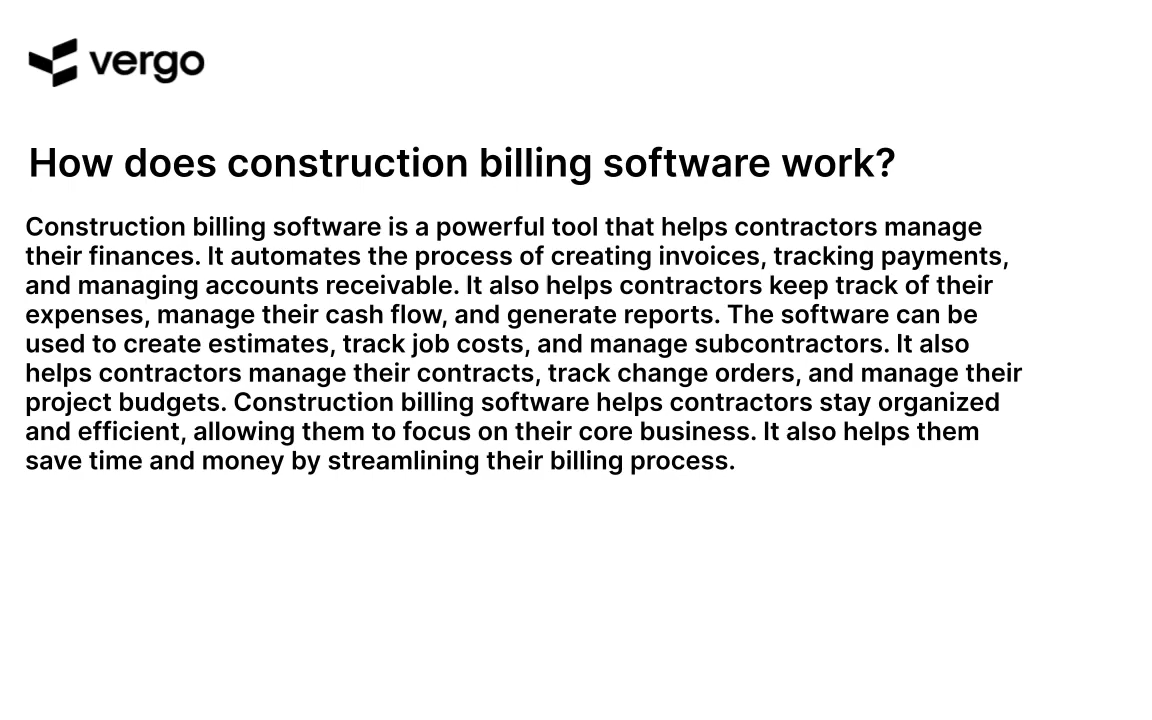 vergo
How does construction billing software work?
Construction billing software is a powerful tool that helps contractors manage
their finances. It automates the process of creating invoices, tracking payments,
and managing accounts receivable. It also helps contractors keep track of their
expenses, manage their cash flow, and generate reports. The software can be
used to create estimates, track job costs, and manage subcontractors. It also
helps contractors manage their contracts, track change orders, and manage their
project budgets. Construction billing software helps contractors stay organized
and efficient, allowing them to focus on their core business. It also helps them
save time and money by streamlining their billing process.